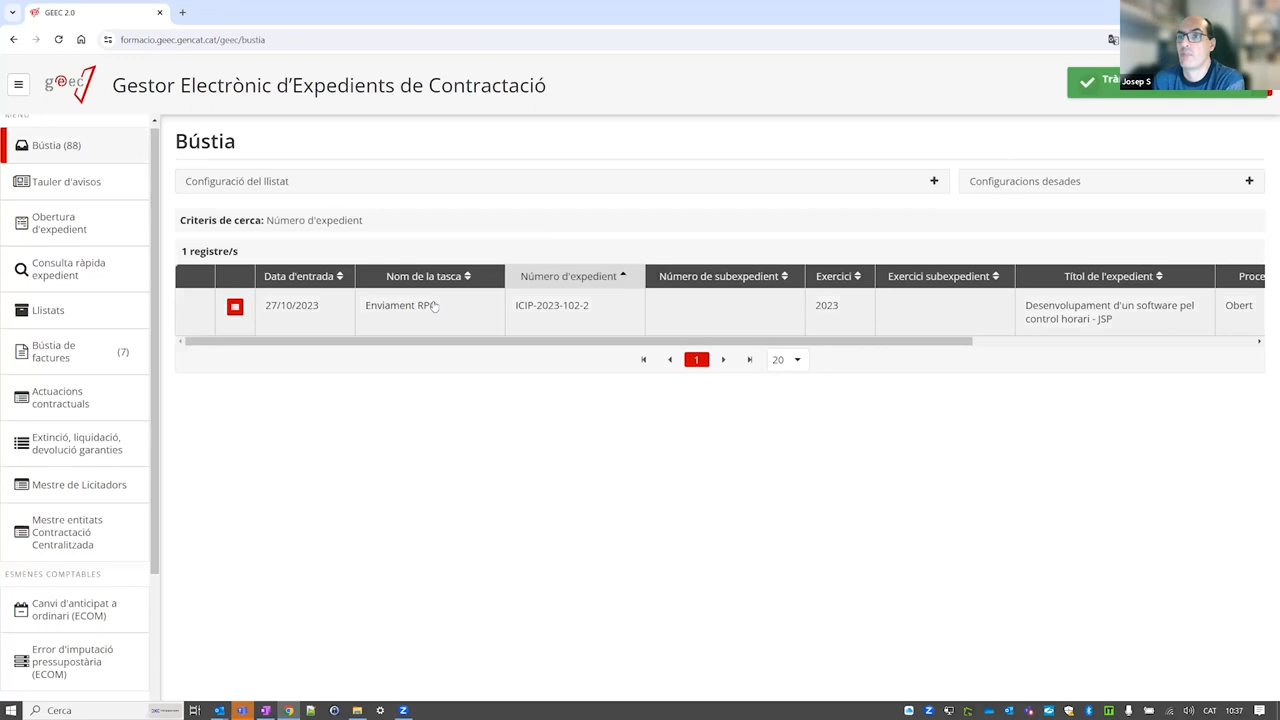 GEEC 2.0
formacio.geec.gencat.cat/geec/bustia
geec
Gestor Electrònic d'Expedients de Contractació
Josep S
MENÚ
Bústia (88)
Tauler d'avisos
Obertura
d'expedient
Consulta ràpida
expedient
Llistats
Bústia de
factures
(7)
Actuacions
contractuals
Extinció, liquidació,
devolució garanties
Mestre de Licitadors
Mestre entitats
Contractació
Centralitzada
ESMENES COMPTABLES
Canvi d'anticipat a
ordinari (ECOM)
Error d'imputació
pressupostària
(ECOM)
Bústia
Configuració del llistat
Configuracions desades
Criteris de cerca: Número d'expedient
1 registre/s
Data d'entrada Nom de la tasca Número d'expedient Número de subexpedient Exercici Exercici subexpedient Títol de l'expedient Proce
27/10/2023 Enviament RPC ICIP-2023-102-2 2023 Desenvolupament d'un software pel
control horari - JSP
Obert
1
20
Cerca
CAT 10:37